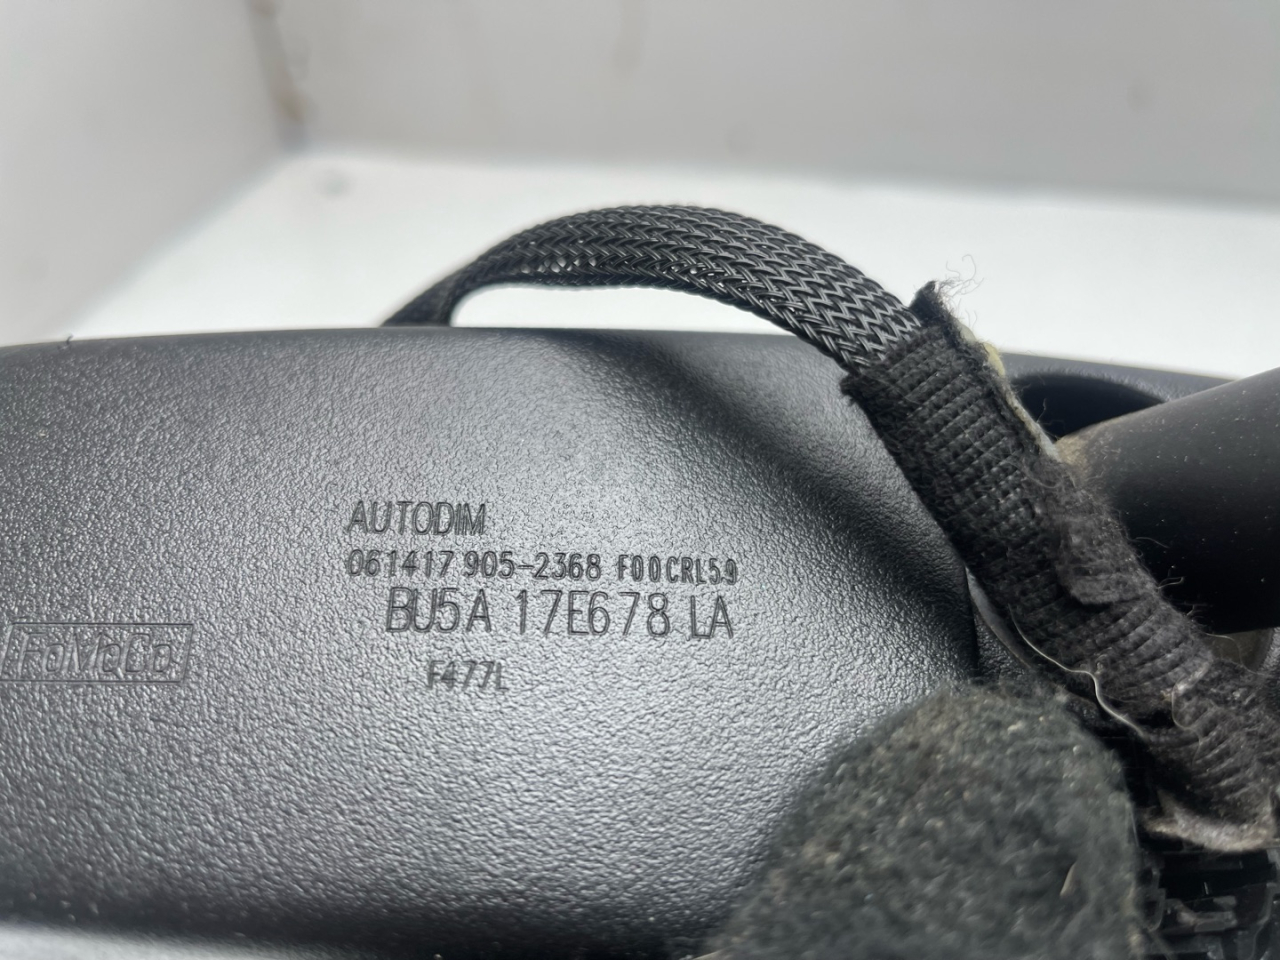 AUTODIM
061417 905-2368 F00CRL59
BU5A 17E678 LA
FoMoCo
F477L